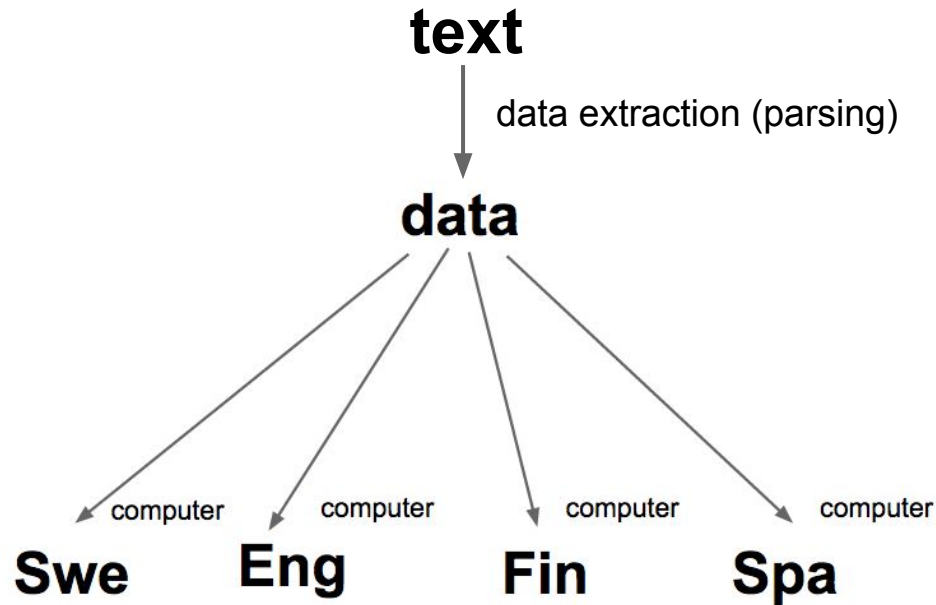 text
data extraction (parsing)
data
computer computer computer computer
Swe Eng Fin Spa